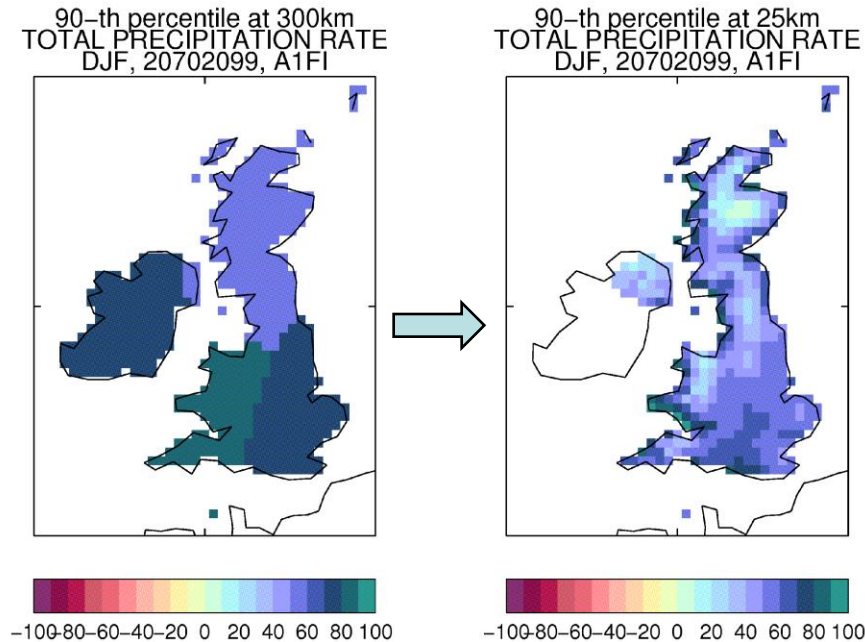 90-th percentile at 300km
TOTAL PRECIPITATION RATE
DJF, 20702099, A1FI
90-th percentile at 25km
TOTAL PRECIPITATION RATE
DJF, 20702099, A1FI
-100-80-60-40-20 0 20 40 60 80 100
-100-80-60-40-20 0 20 40 60 80 100